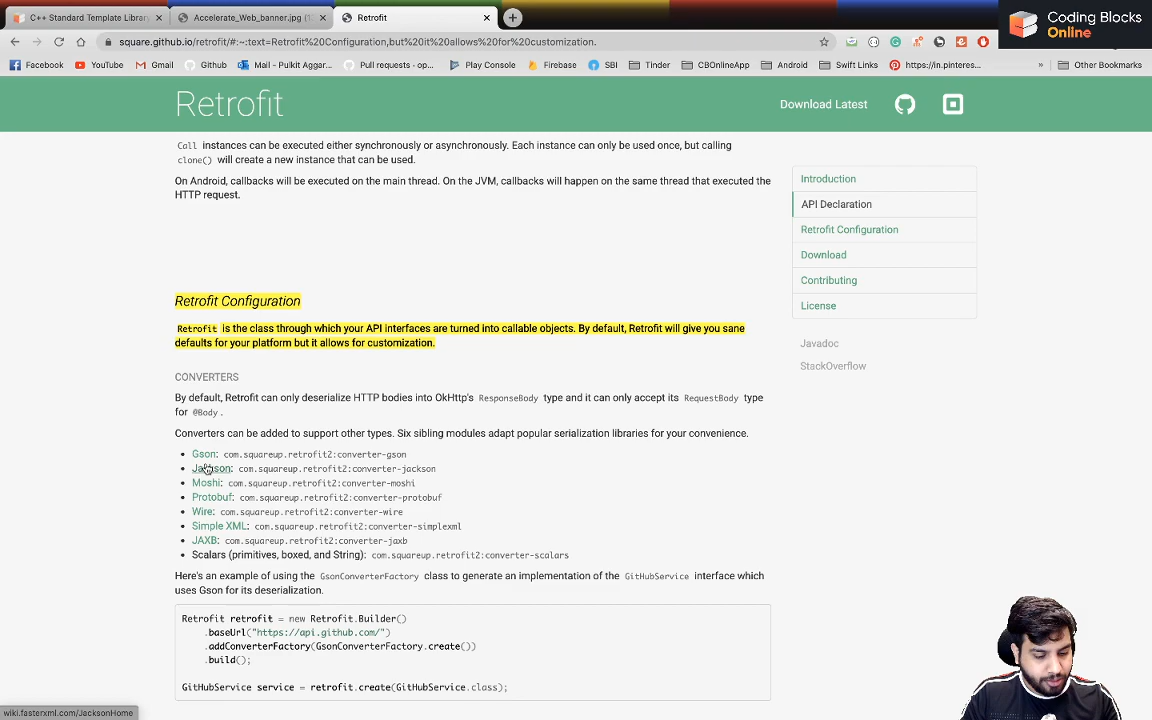 C++ Standard Template Library
Accelerate_Web_banner.jpg (1
Retrofit
square.github.io/retrofit/#:~:text=Retrofit%20Configuration,but%20it%20allows%20for%20customization.
Coding Blocks
Online
Facebook YouTube Gmail Github Mail - Pulkit Aggar... Pull requests - op... Play Console Firebase SBI Tinder CBOnlineApp Android Swift Links https://in.pinteres... » Other Bookmarks
Retrofit
Download Latest
Call instances can be executed either synchronously or asynchronously. Each instance can only be used once, but calling
clone() will create a new instance that can be used.
On Android, callbacks will be executed on the main thread. On the JVM, callbacks will happen on the same thread that executed the
HTTP request.
Introduction
API Declaration
Retrofit Configuration
Download
Contributing
License
Javadoc
StackOverflow
Retrofit Configuration
Retrofit is the class through which your API interfaces are turned into callable objects. By default, Retrofit will give you sane
defaults for your platform but it allows for customization.
CONVERTERS
By default, Retrofit can only deserialize HTTP bodies into OkHttp's ResponseBody type and it can only accept its RequestBody type
for @Body.
Converters can be added to support other types. Six sibling modules adapt popular serialization libraries for your convenience.
• Gson: com.squareup.retrofit2:converter-gson
• Jackson: com.squareup.retrofit2:converter-jackson
• Moshi: com.squareup.retrofit2:converter-moshi
• Protobuf: com.squareup.retrofit2:converter-protobuf
• Wire: com.squareup.retrofit2:converter-wire
• Simple XML: com.squareup.retrofit2:converter-simplexml
• JAXB: com.squareup.retrofit2:converter-jaxb
• Scalars (primitives, boxed, and String): com.squareup.retrofit2:converter-scalars
Here's an example of using the GsonConverterFactory class to generate an implementation of the GitHubService interface which
uses Gson for its deserialization.
Retrofit retrofit = new Retrofit.Builder()
.baseUrl("https://api.github.com/")
.addConverterFactory(GsonConverterFactory.create())
.build();
GitHubService service = retrofit.create(GitHubService.class);
wiki.fasterxml.com/JacksonHome